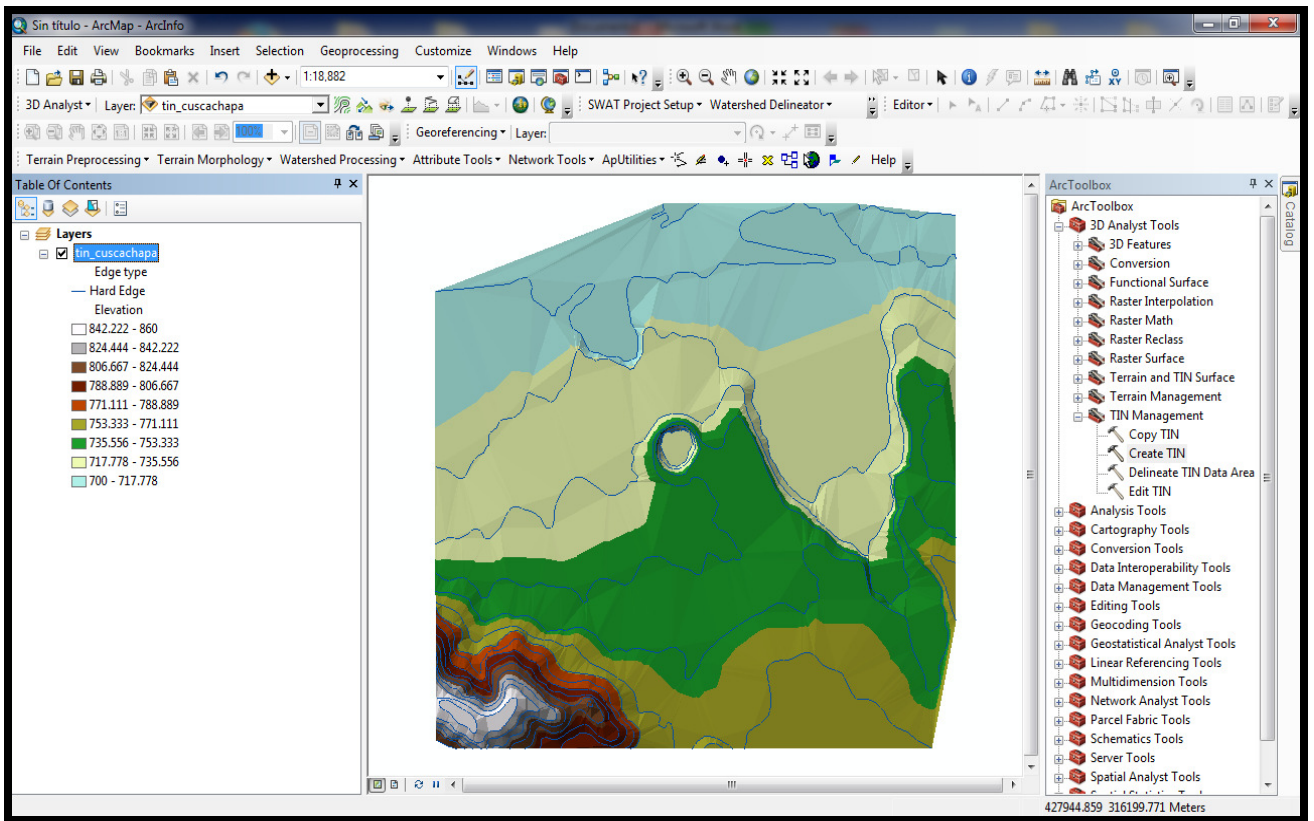 Sin título - ArcMap - ArcInfo
File Edit View Bookmarks Insert Selection Geoprocessing Customize Windows Help
1:18,882
3D Analyst Layer: tin_cuscachapa SWAT Project Setup Watershed Delineator Editor
100% Georeferencing Layer:
Terrain Preprocessing Terrain Morphology Watershed Processing Attribute Tools Network Tools ApUtilities Help
Table Of Contents
Layers
tin_cuscachapa
Edge type
Hard Edge
Elevation
842.222 - 860
824.444 - 842.222
806.667 - 824.444
788.889 - 806.667
771.111 - 788.889
753.333 - 771.111
735.556 - 753.333
717.778 - 735.556
700 - 717.778
ArcToolbox
ArcToolbox
3D Analyst Tools
3D Features
Conversion
Functional Surface
Raster Interpolation
Raster Math
Raster Reclass
Raster Surface
Terrain and TIN Surface
Terrain Management
TIN Management
Copy TIN
Create TIN
Delineate TIN Data Area
Edit TIN
Analysis Tools
Cartography Tools
Conversion Tools
Data Interoperability Tools
Data Management Tools
Editing Tools
Geocoding Tools
Geostatistical Analyst Tools
Linear Referencing Tools
Multidimension Tools
Network Analyst Tools
Parcel Fabric Tools
Schematics Tools
Server Tools
Spatial Analyst Tools
Catalog
427944.859 316199.771 Meters